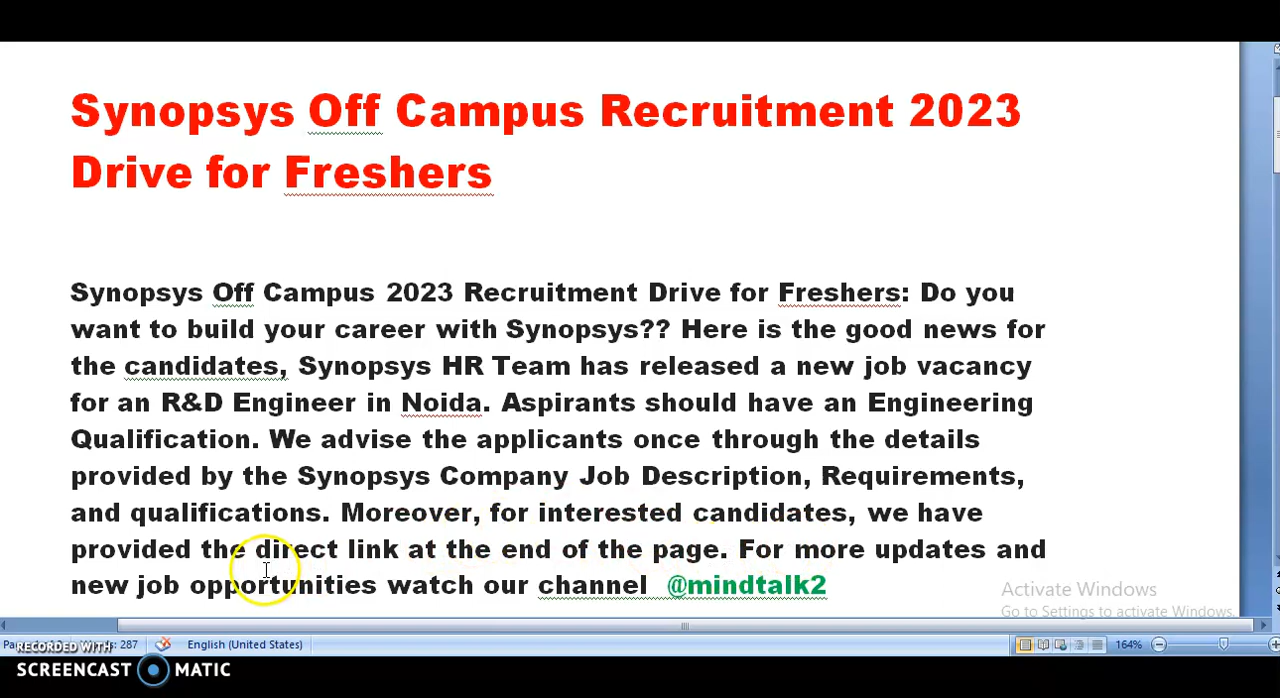 Synopsys Off Campus Recruitment 2023
Drive for Freshers
Synopsys Off Campus 2023 Recruitment Drive for Freshers: Do you
want to build your career with Synopsys?? Here is the good news for
the candidates, Synopsys HR Team has released a new job vacancy
for an R&D Engineer in Noida. Aspirants should have an Engineering
Qualification. We advise the applicants once through the details
provided by the Synopsys Company Job Description, Requirements,
and qualifications. Moreover, for interested candidates, we have
provided the direct link at the end of the page. For more updates and
new job opportunities watch our channel @mindtalk2
Activate Windows
Go to Settings to activate Windows.
287 English (United States) 164%
RECORDED WITH
SCREENCAST MATIC